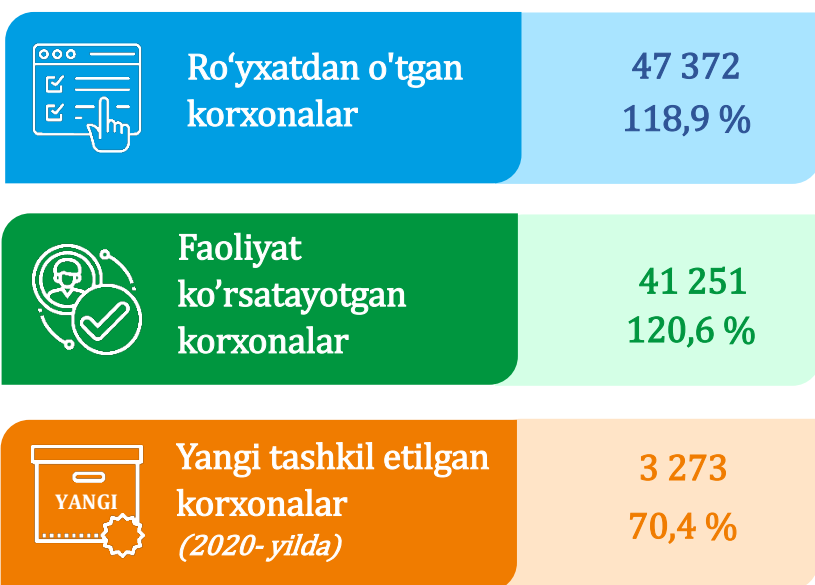 Ro‘yxatdan o'tgan
korxonalar
47 372
118,9 %
Faoliyat
ko’rsatayotgan
korxonalar
41 251
120,6 %
YANGI
Yangi tashkil etilgan
korxonalar
(2020- yilda)
3 273
70,4 %